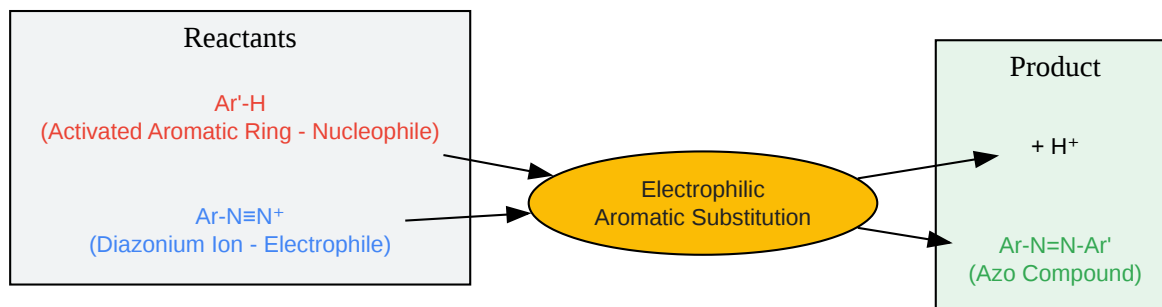 Reactants
Ar'-H
(Activated Aromatic Ring - Nucleophile)
Ar-N≡N⁺
(Diazonium Ion - Electrophile)
Electrophilic
Aromatic Substitution
Product
+ H⁺
Ar-N=N-Ar'
(Azo Compound)